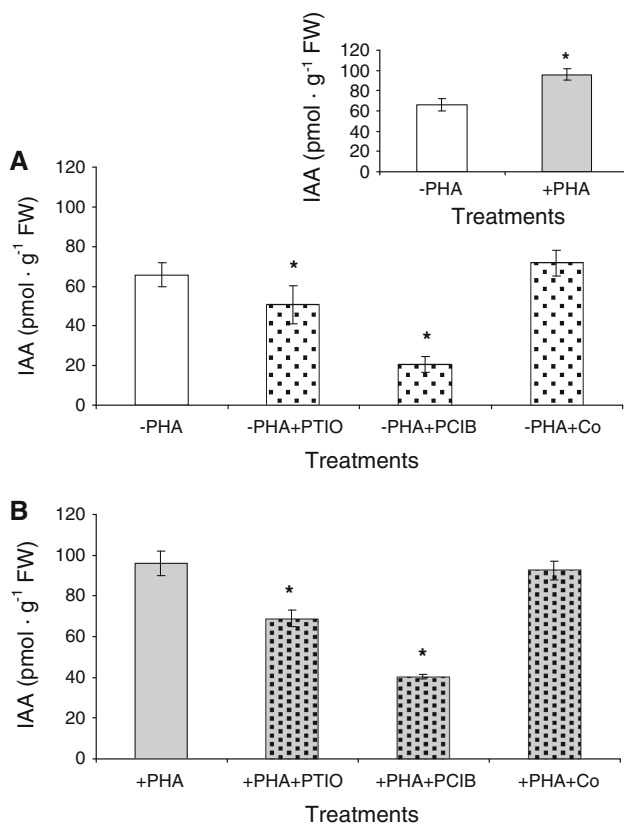 120
100
80
60
40
20
0
IAA (pmol · g⁻¹ FW)
*
-PHA +PHA
Treatments
A
120
100
80
60
40
20
0
IAA (pmol · g⁻¹ FW)
*
*
-PHA -PHA+PTIO -PHA+PCIB -PHA+Co
Treatments
B
120
100
80
60
40
20
0
IAA (pmol · g⁻¹ FW)
*
*
+PHA +PHA+PTIO +PHA+PCIB +PHA+Co
Treatments